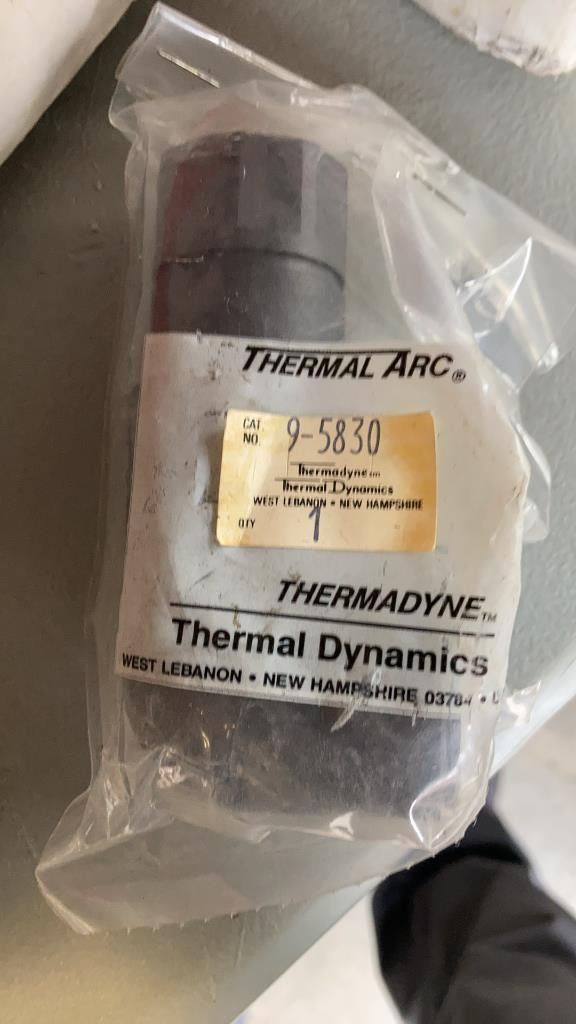 THERMAL ARC®
CAT. NO. 9-5830
Thermadyne
Thermal Dynamics
WEST LEBANON • NEW HAMPSHIRE
QTY 1
THERMADYNE™
Thermal Dynamics
WEST LEBANON • NEW HAMPSHIRE 03784 •